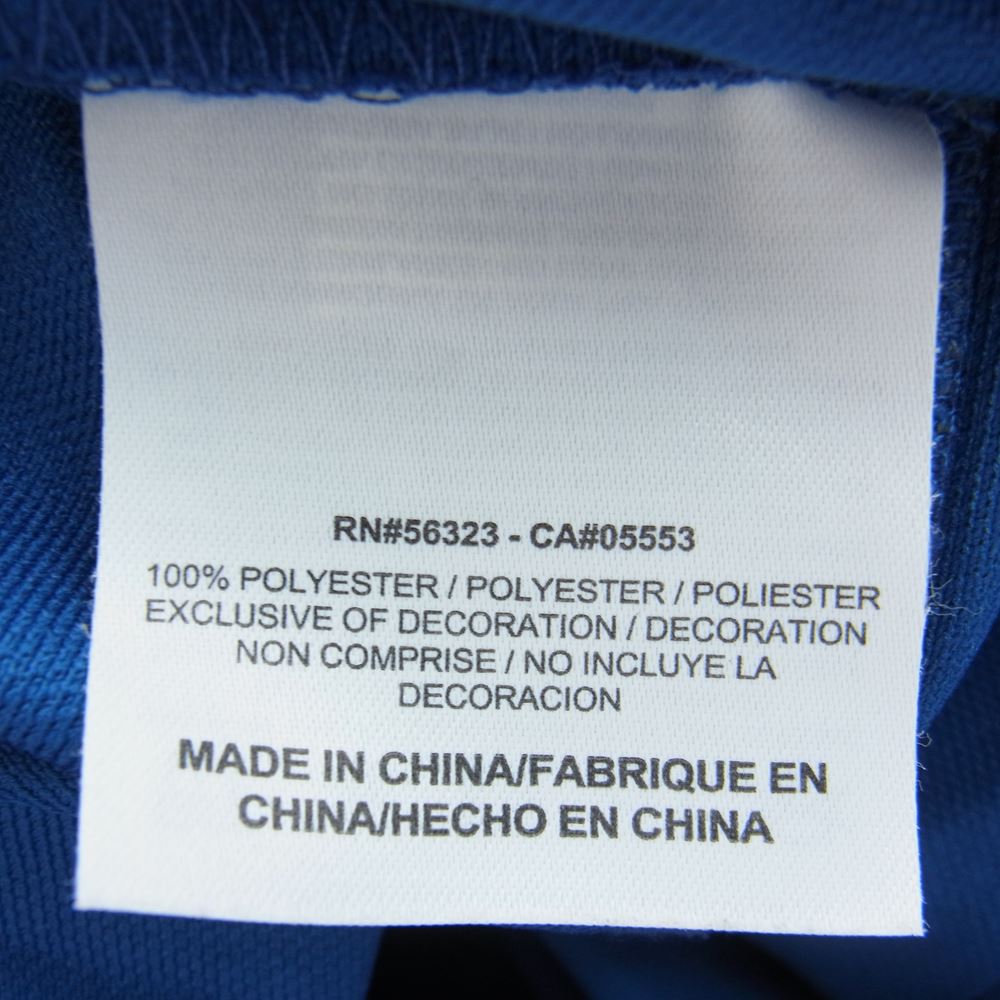 RN#56323 - CA#05553
100% POLYESTER / POLYESTER / POLIESTER
EXCLUSIVE OF DECORATION / DECORATION
NON COMPRISE / NO INCLUYE LA
DECORACION
MADE IN CHINA/FABRIQUE EN
CHINA/HECHO EN CHINA